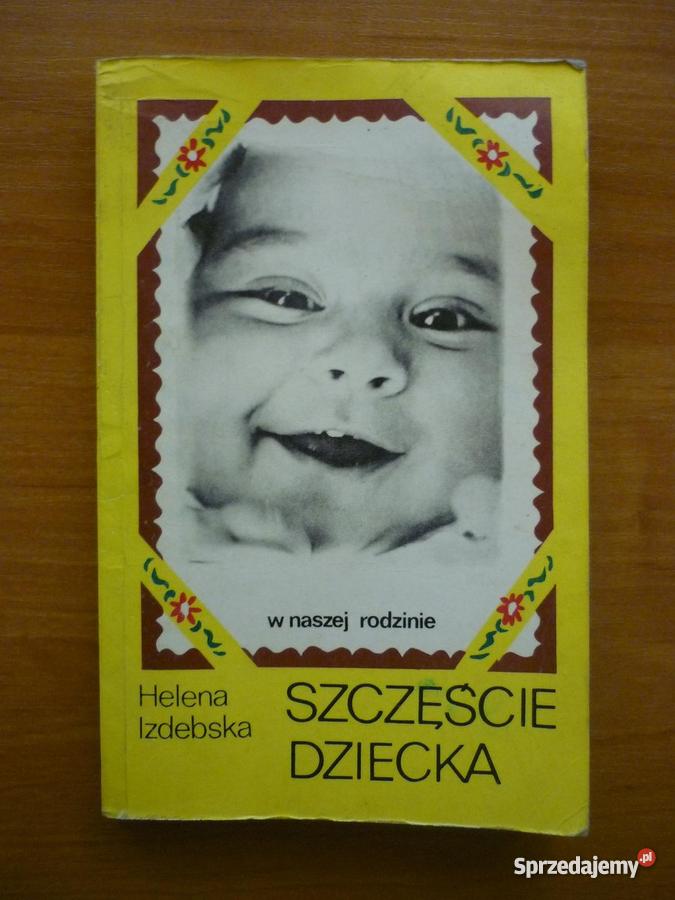 w naszej rodzinie
Helena
Izdebska
SZCZĘŚCIE
DZIECKA
Sprzedajemy.pl